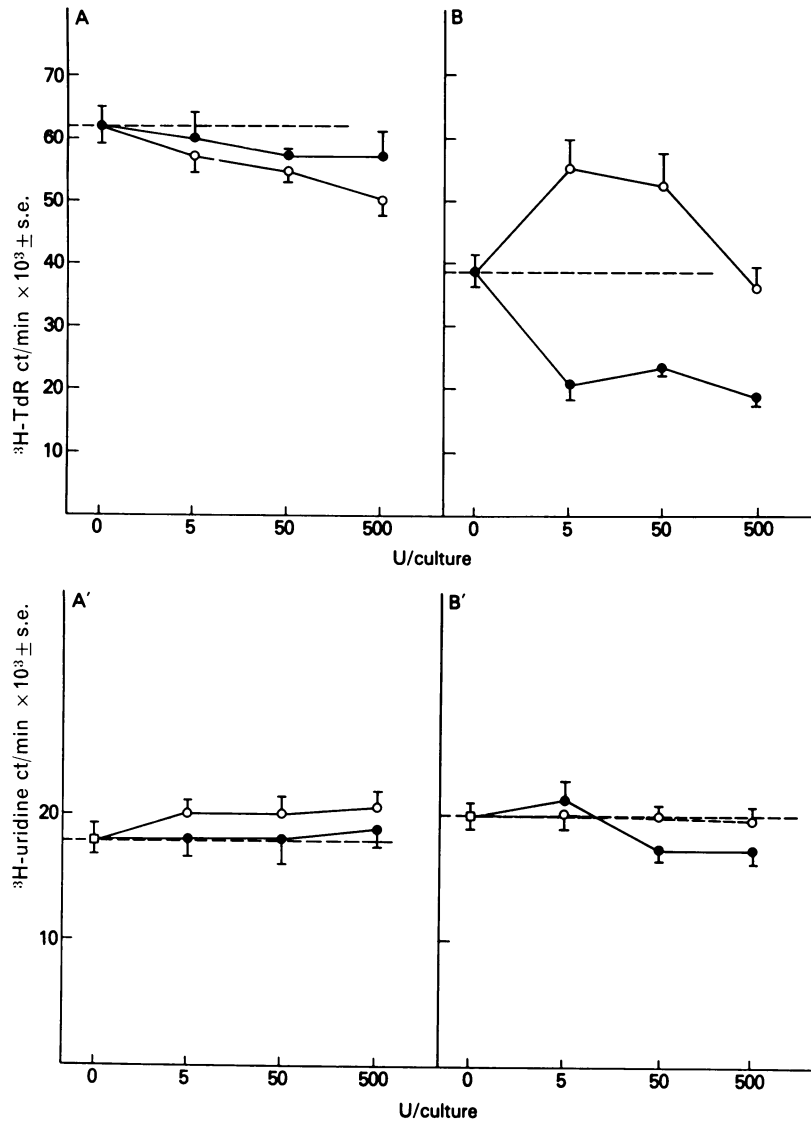 A
B
70
60
50
40
30
20
10
³H-TdR ct/min ×10³ ± s.e.
0 5 50 500 0 5 50 500
U/culture
A′
B′
20
10
³H-uridine ct/min ×10³ ± s.e.
0 5 50 500 0 5 50 500
U/culture